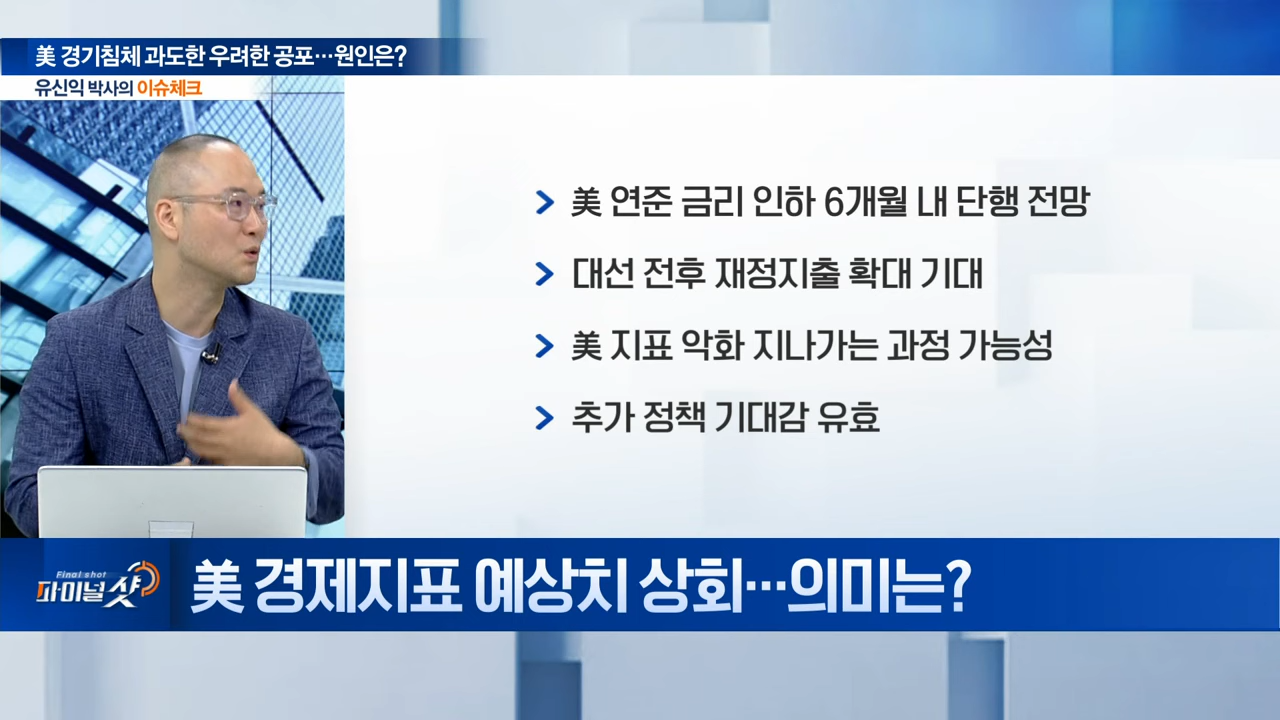 美 경기침체 과도한 우려한 공포…원인은?
유신익 박사의 이슈체크
美 연준 금리 인하 6개월 내 단행 전망
대선 전후 재정지출 확대 기대
美 지표 악화 지나가는 과정 가능성
추가 정책 기대감 유효
Final shot
파이널 샷
美 경제지표 예상치 상회…의미는?